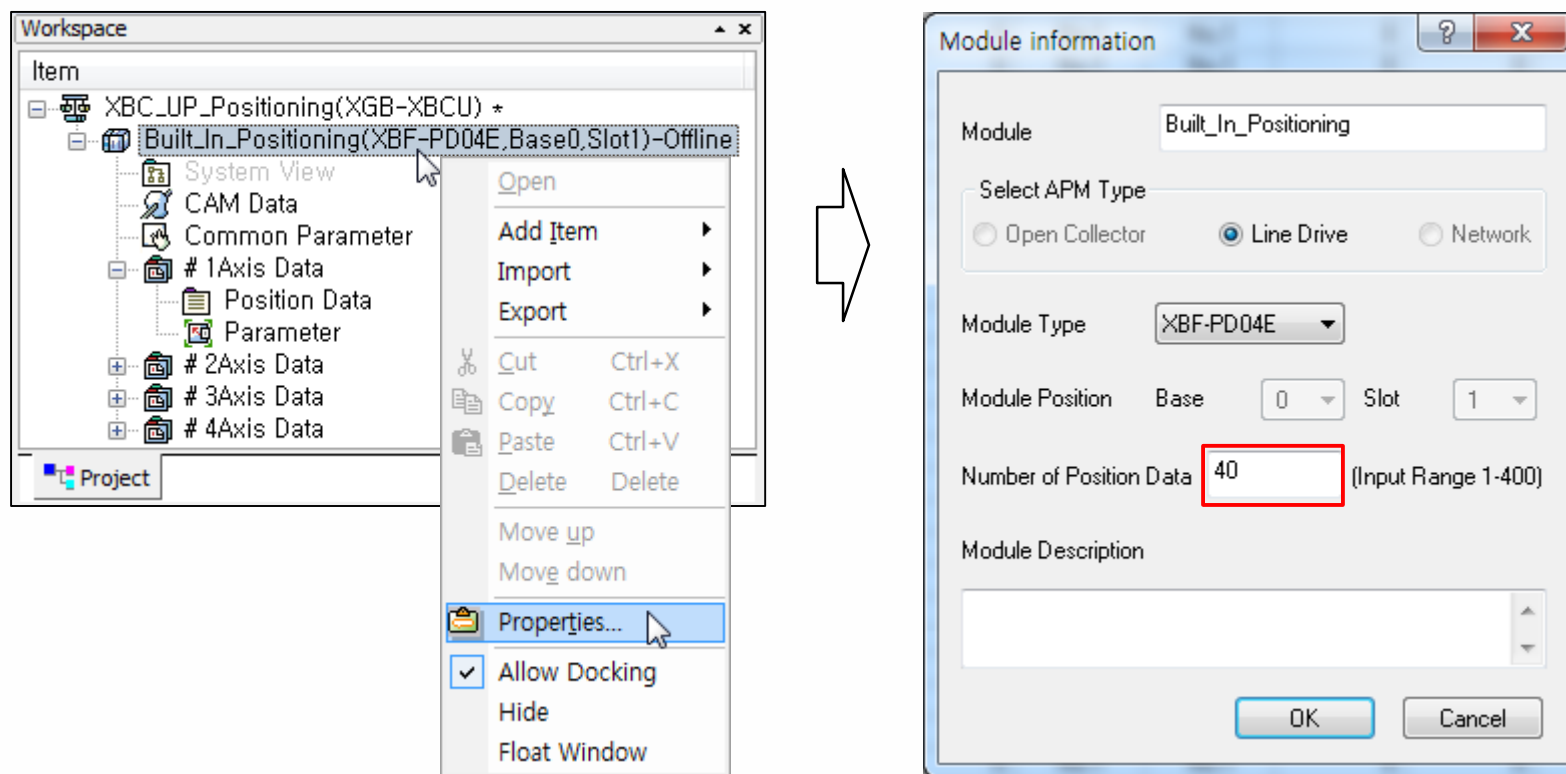 Workspace
Item
XBC_UP_Positioning(XGB-XBCU) *
Built_In_Positioning(XBF-PD04E,Base0,Slot1)-Offline
System View
CAM Data
Common Parameter
# 1Axis Data
Position Data
Parameter
# 2Axis Data
# 3Axis Data
# 4Axis Data
Project
Open
Add Item
Import
Export
Cut Ctrl+X
Copy Ctrl+C
Paste Ctrl+V
Delete Delete
Move up
Move down
Properties...
Allow Docking
Hide
Float Window
Module information
Module Built_In_Positioning
Select APM Type
Open Collector Line Drive Network
Module Type XBF-PD04E
Module Position Base 0 Slot 1
Number of Position Data 40 (Input Range 1-400)
Module Description
OK Cancel